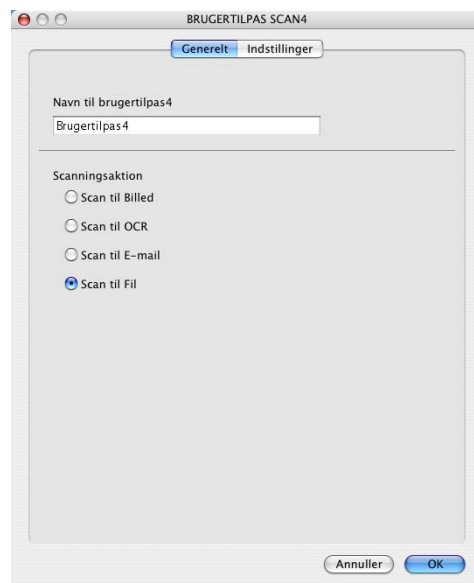 BRUGERTILPAS SCAN4
Generelt Indstillinger
Navn til brugertilpas4
Brugertilpas4
Scanningsaktion
Scan til Billed
Scan til OCR
Scan til E-mail
Scan til Fil
Annuller OK